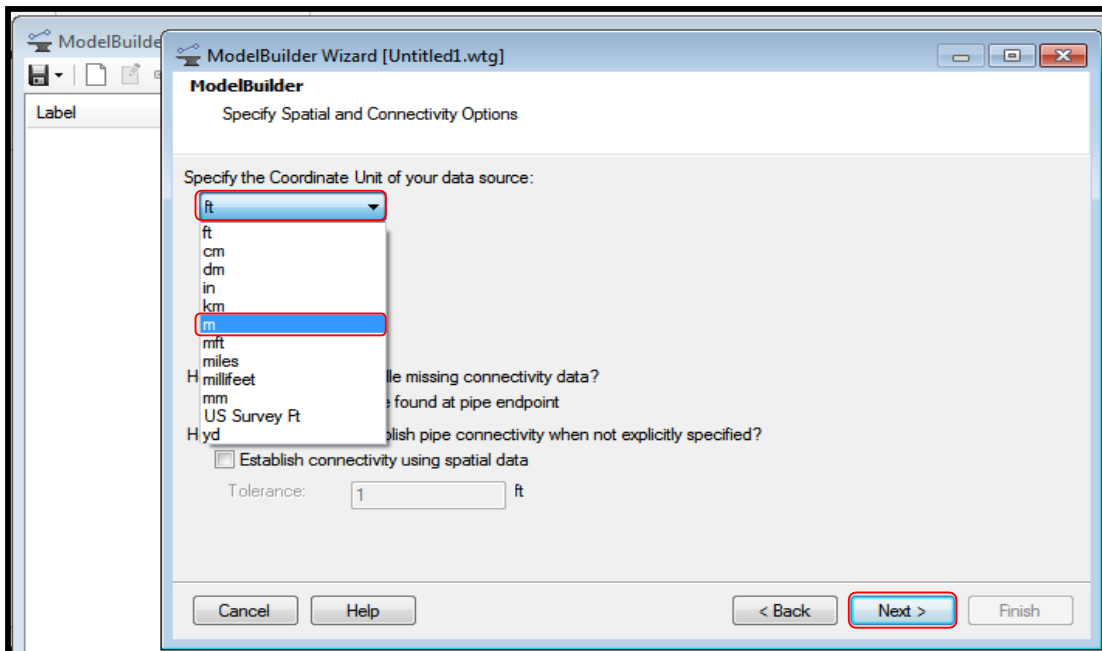 ModelBuilde
ModelBuilder Wizard [Untitled1.wtg]
ModelBuilder
Specify Spatial and Connectivity Options
Label
Specify the Coordinate Unit of your data source:
ft
ft
cm
dm
in
km
m
mft
miles
H millifeet le missing connectivity data?
mm
found at pipe endpoint
US Survey Ft
H yd blish pipe connectivity when not explicitly specified?
Establish connectivity using spatial data
Tolerance: 1 ft
Cancel Help < Back Next > Finish